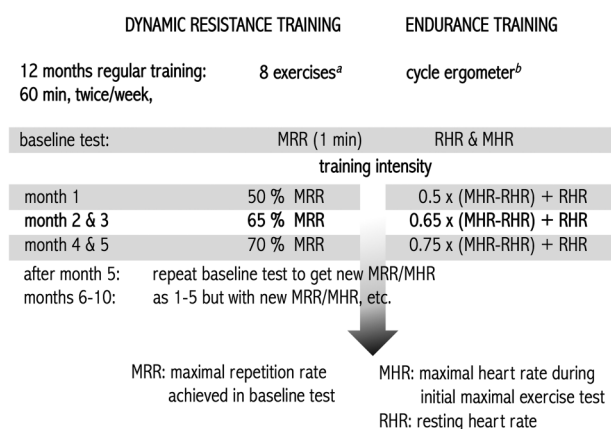 DYNAMIC RESISTANCE TRAINING ENDURANCE TRAINING
12 months regular training: 8 exercisesᵃ cycle ergometerᵇ
60 min, twice/week,
baseline test: MRR (1 min) RHR & MHR
training intensity
month 1 50 % MRR 0.5 x (MHR-RHR) + RHR
month 2 & 3 65 % MRR 0.65 x (MHR-RHR) + RHR
month 4 & 5 70 % MRR 0.75 x (MHR-RHR) + RHR
after month 5: repeat baseline test to get new MRR/MHR
months 6-10: as 1-5 but with new MRR/MHR, etc.
MRR: maximal repetition rate MHR: maximal heart rate during
achieved in baseline test initial maximal exercise test
RHR: resting heart rate